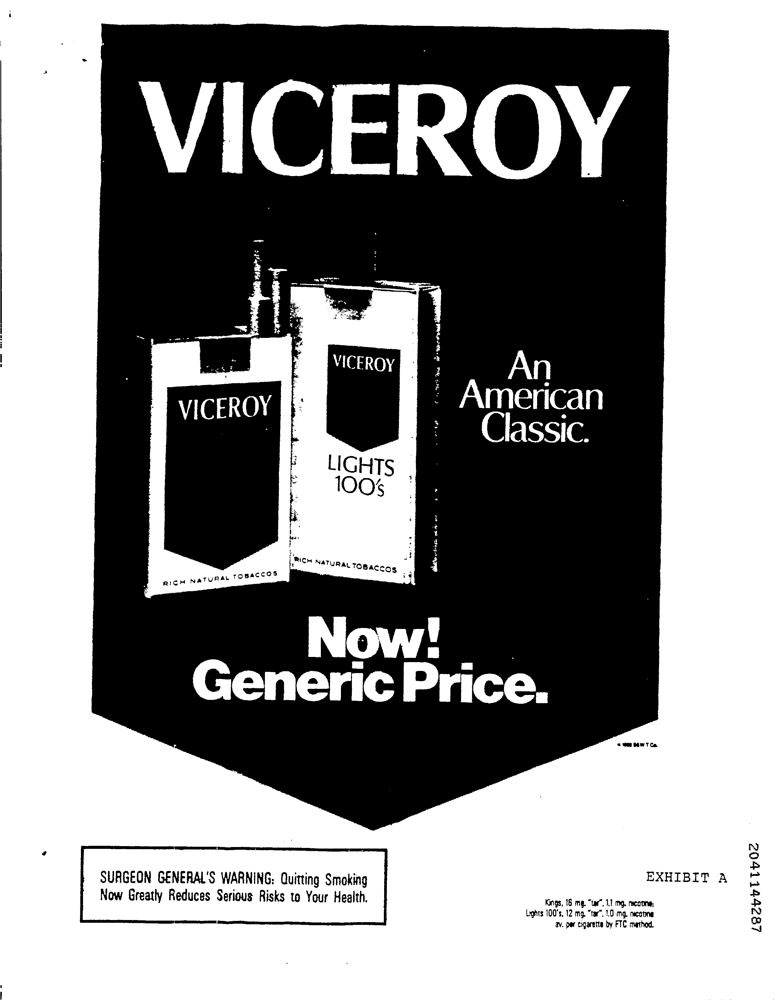 VICEROY
VICEROY
RICH NATURAL TOBACCOS
VICEROY
LIGHTS
100's
RICH NATURAL TOBACCOS
An
American
Classic.
Now!
Generic Price.
SURGEON GENERAL'S WARNING: Quitting Smoking
Now Greatly Reduces Serious Risks to Your Health.
EXHIBIT A
Kings, 16 mg. "tar", 1.1 mg. nicotine;
Lights 100's, 12 mg. "tar", 1.0 mg. nicotine
av. per cigarette by FTC method.
2041144287